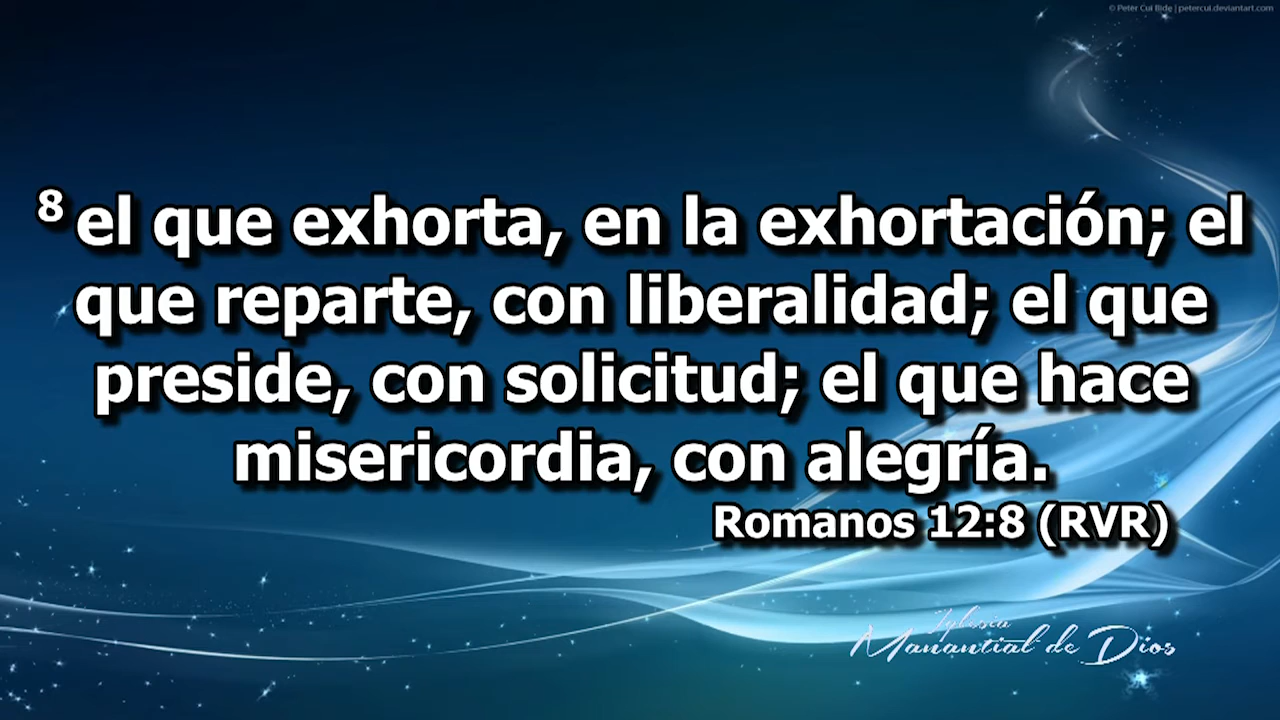 © Peter Cui Bide | petercui.deviantart.com
8 el que exhorta, en la exhortación; el
que reparte, con liberalidad; el que
preside, con solicitud; el que hace
misericordia, con alegría.
Romanos 12:8 (RVR)
Iglesia
Manantial de Dios